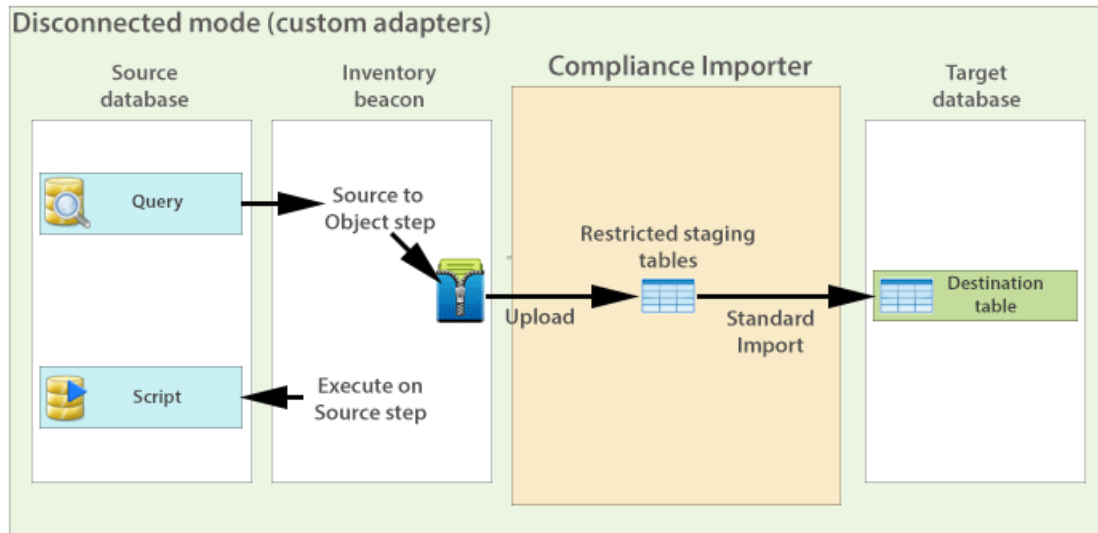 Disconnected mode (custom adapters)
Source
database
Inventory
beacon
Compliance Importer
Target
database
Query
Source to
Object step
Restricted staging
tables
Upload
Standard
Import
Destination
table
Script
Execute on
Source step